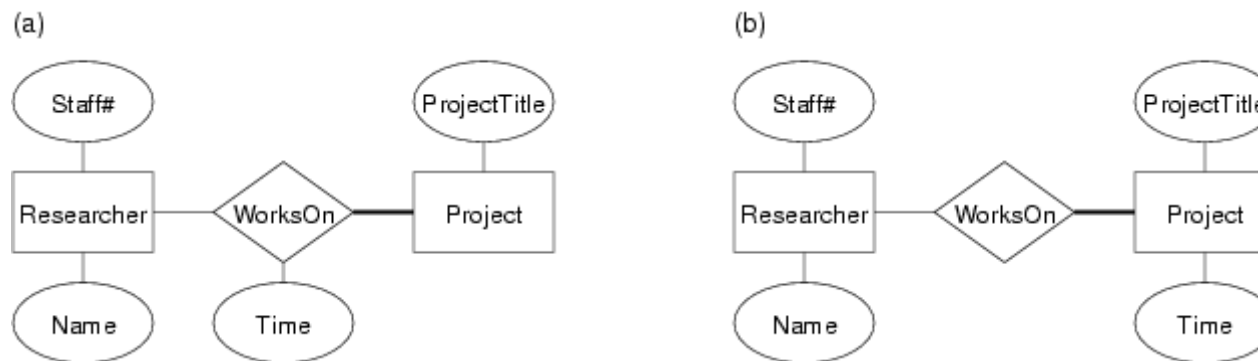 (a)
(b)
Staff#
ProjectTitle
Staff#
ProjectTitle
Researcher
WorksOn
Project
Researcher
WorksOn
Project
Name
Time
Name
Time